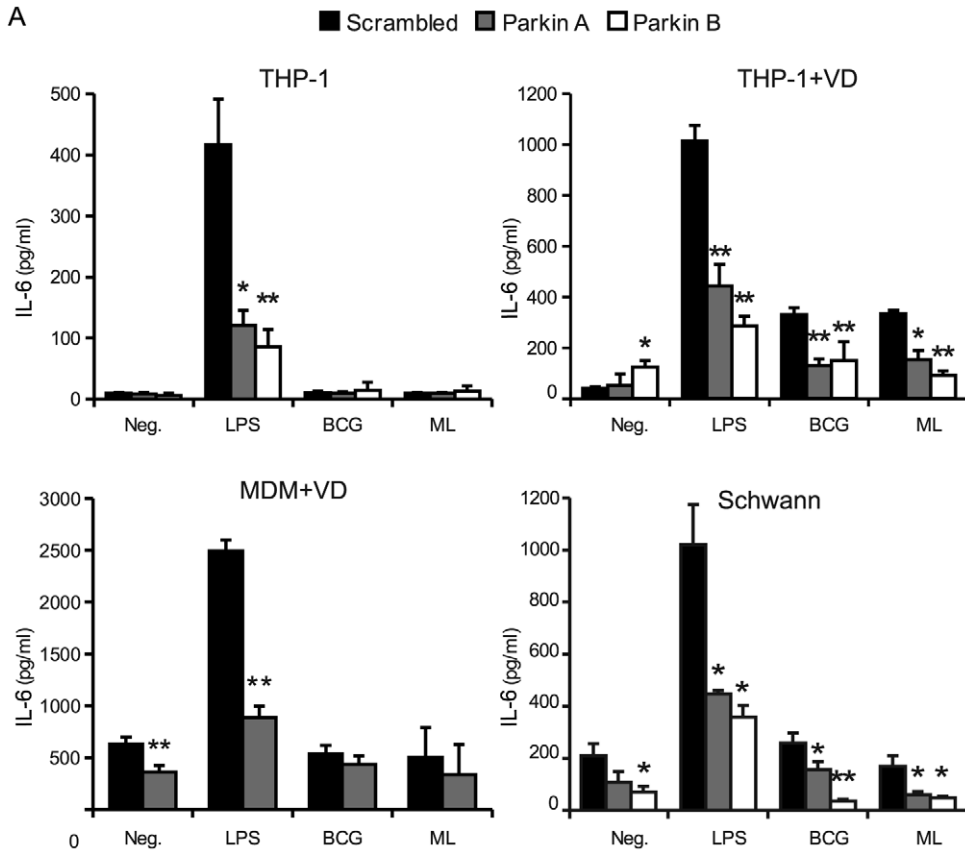 A
Scrambled Parkin A Parkin B
THP-1
500
400
300
200
100
0
IL-6 (pg/ml)
* **
Neg. LPS BCG ML
THP-1+VD
1200
1000
800
600
400
200
0
IL-6 (pg/ml)
* ** ** ** ** * **
Neg. LPS BCG ML
MDM+VD
3000
2500
2000
1500
1000
500
0
IL-6 (pg/ml)
** **
Neg. LPS BCG ML
Schwann
1200
1000
800
600
400
200
0
IL-6 (pg/ml)
* * * * ** * *
Neg. LPS BCG ML